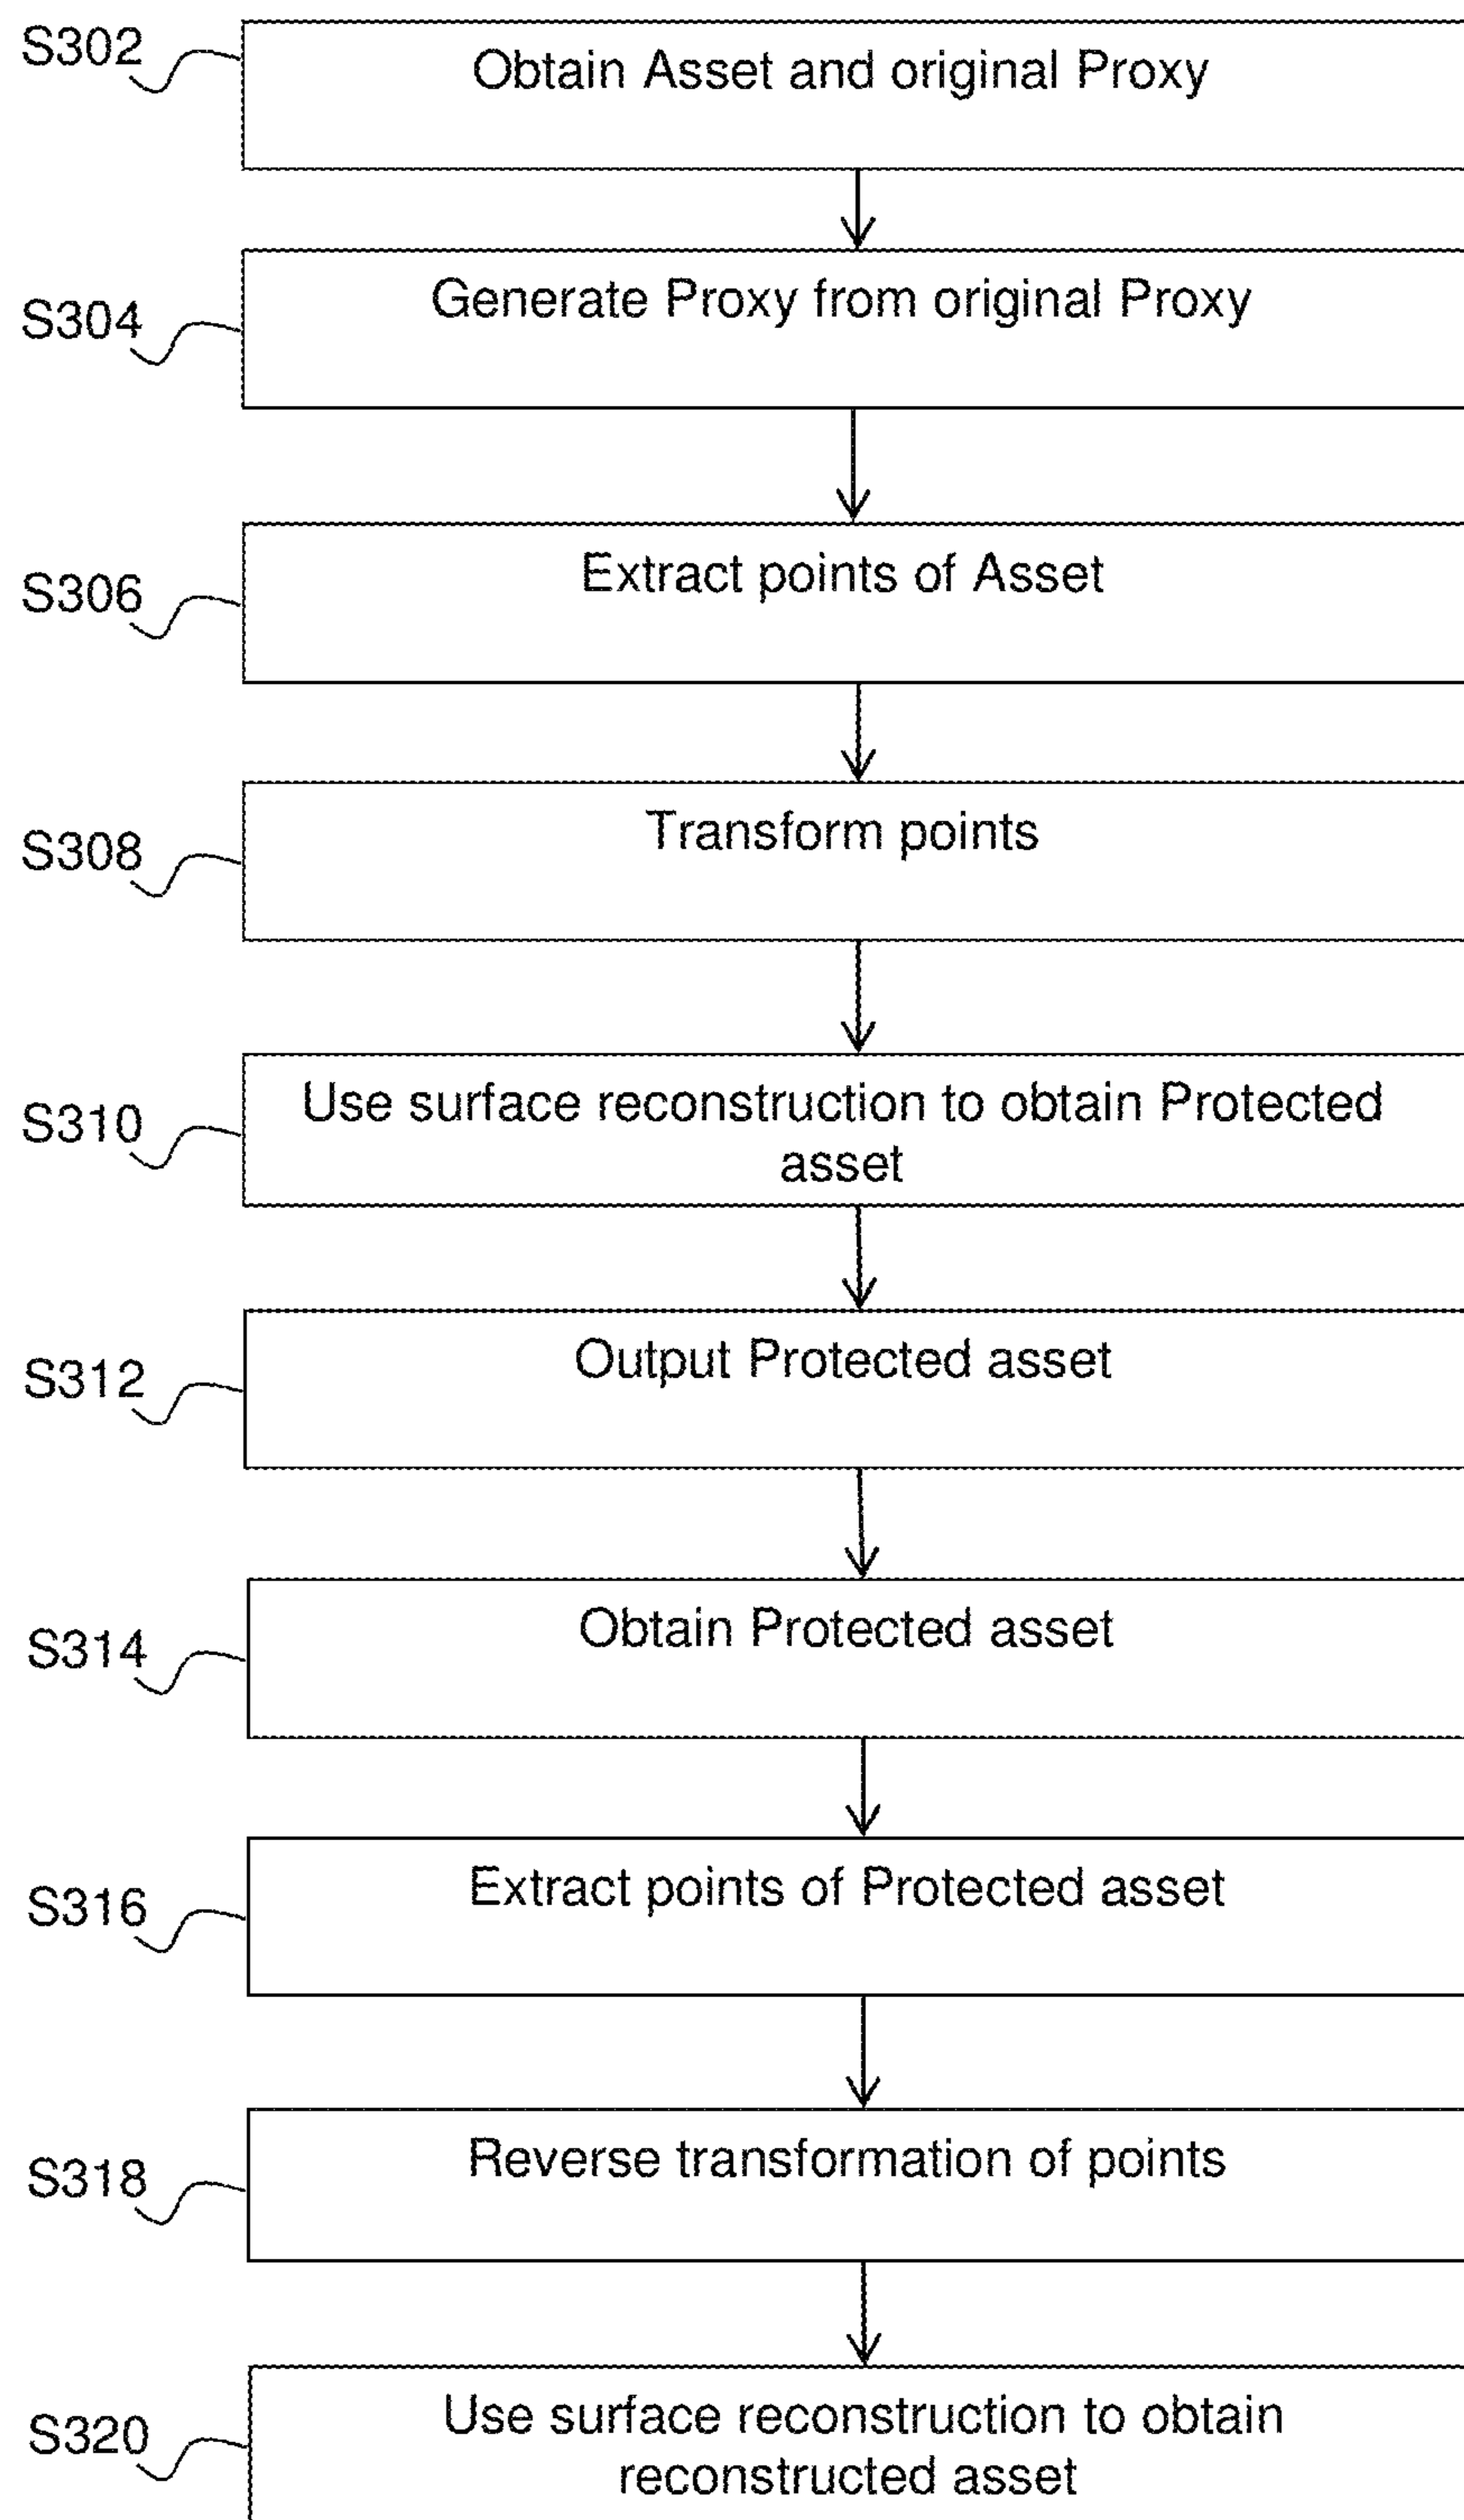 S302
Obtain Asset and original Proxy
S304
Generate Proxy from original Proxy
S306
Extract points of Asset
S308
Transform points
S310
Use surface reconstruction to obtain Protected
asset
S312
Output Protected asset
S314
Obtain Protected asset
S316
Extract points of Protected asset
S318
Reverse transformation of points
S320
Use surface reconstruction to obtain
reconstructed asset